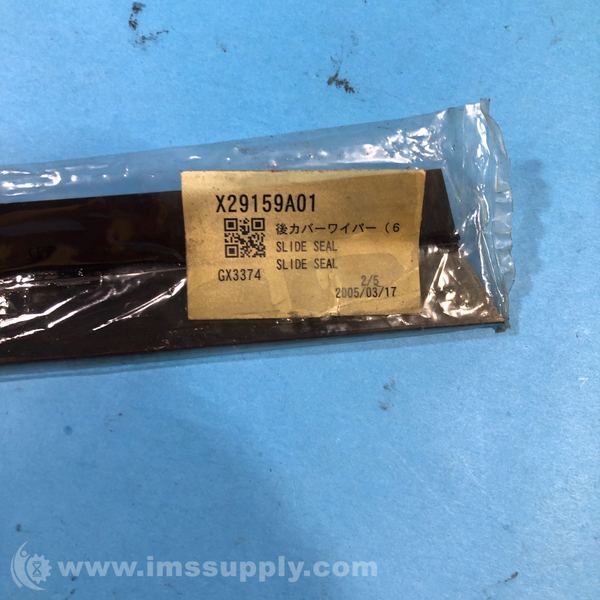 X29159A01
後カバーワイパー (6
SLIDE SEAL
SLIDE SEAL
GX3374
2/5
2005/03/17
www.imssupply.com